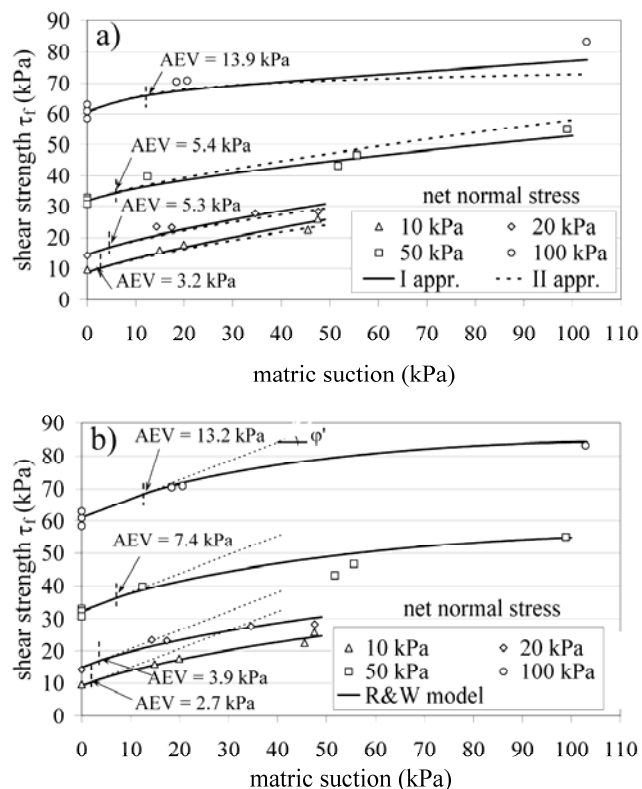 a)
shear strength τf (kPa)
90
80
70
60
50
40
30
20
10
0
AEV = 13.9 kPa
AEV = 5.4 kPa
AEV = 5.3 kPa
AEV = 3.2 kPa
net normal stress
10 kPa
20 kPa
50 kPa
100 kPa
I appr.
II appr.
0 10 20 30 40 50 60 70 80 90 100 110
matric suction (kPa)
b)
shear strength τf (kPa)
90
80
70
60
50
40
30
20
10
0
AEV = 13.2 kPa
φ'
AEV = 7.4 kPa
AEV = 3.9 kPa
AEV = 2.7 kPa
net normal stress
10 kPa
20 kPa
50 kPa
100 kPa
R&W model
0 10 20 30 40 50 60 70 80 90 100 110
matric suction (kPa)